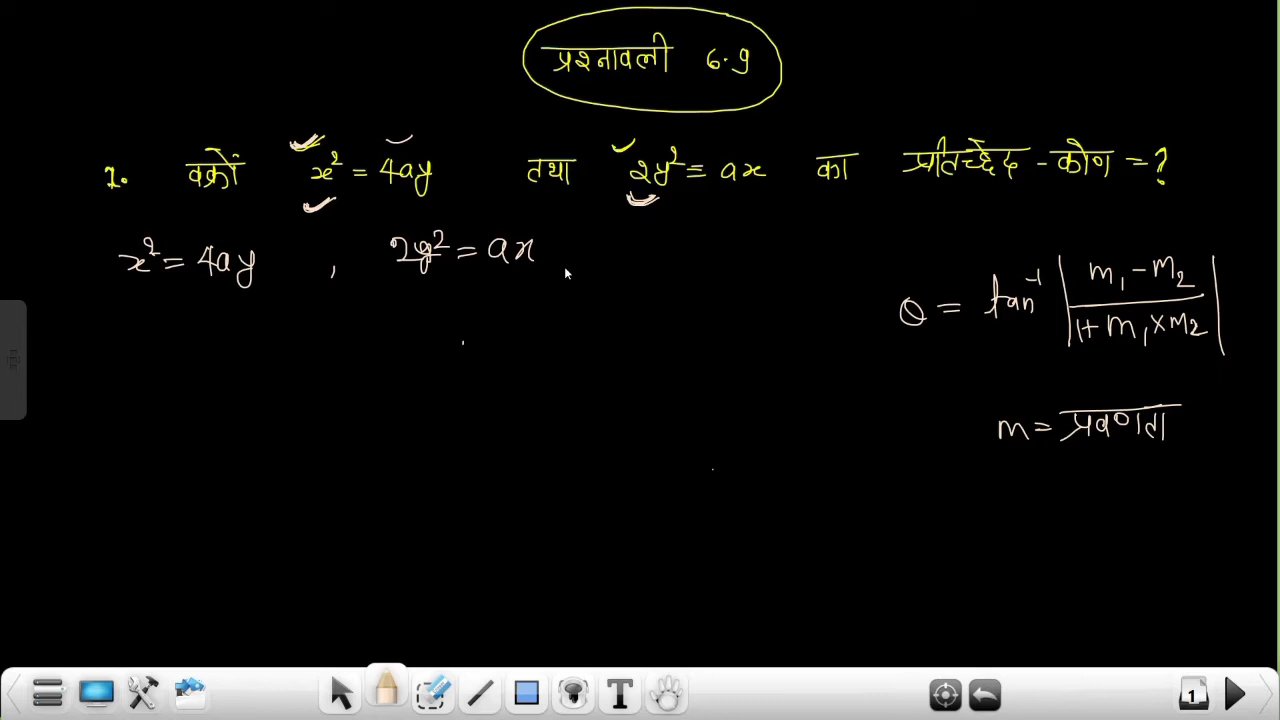 प्रश्नावली 6.9
1. वक्रों x² = 4ay तथा 2y² = ax का प्रतिच्छेद - कोण = ?
x² = 4ay , 2y² = ax
θ = tan⁻¹ | m₁ - m₂ / 1 + m₁ × m₂ |
m = प्रवणता
T
1